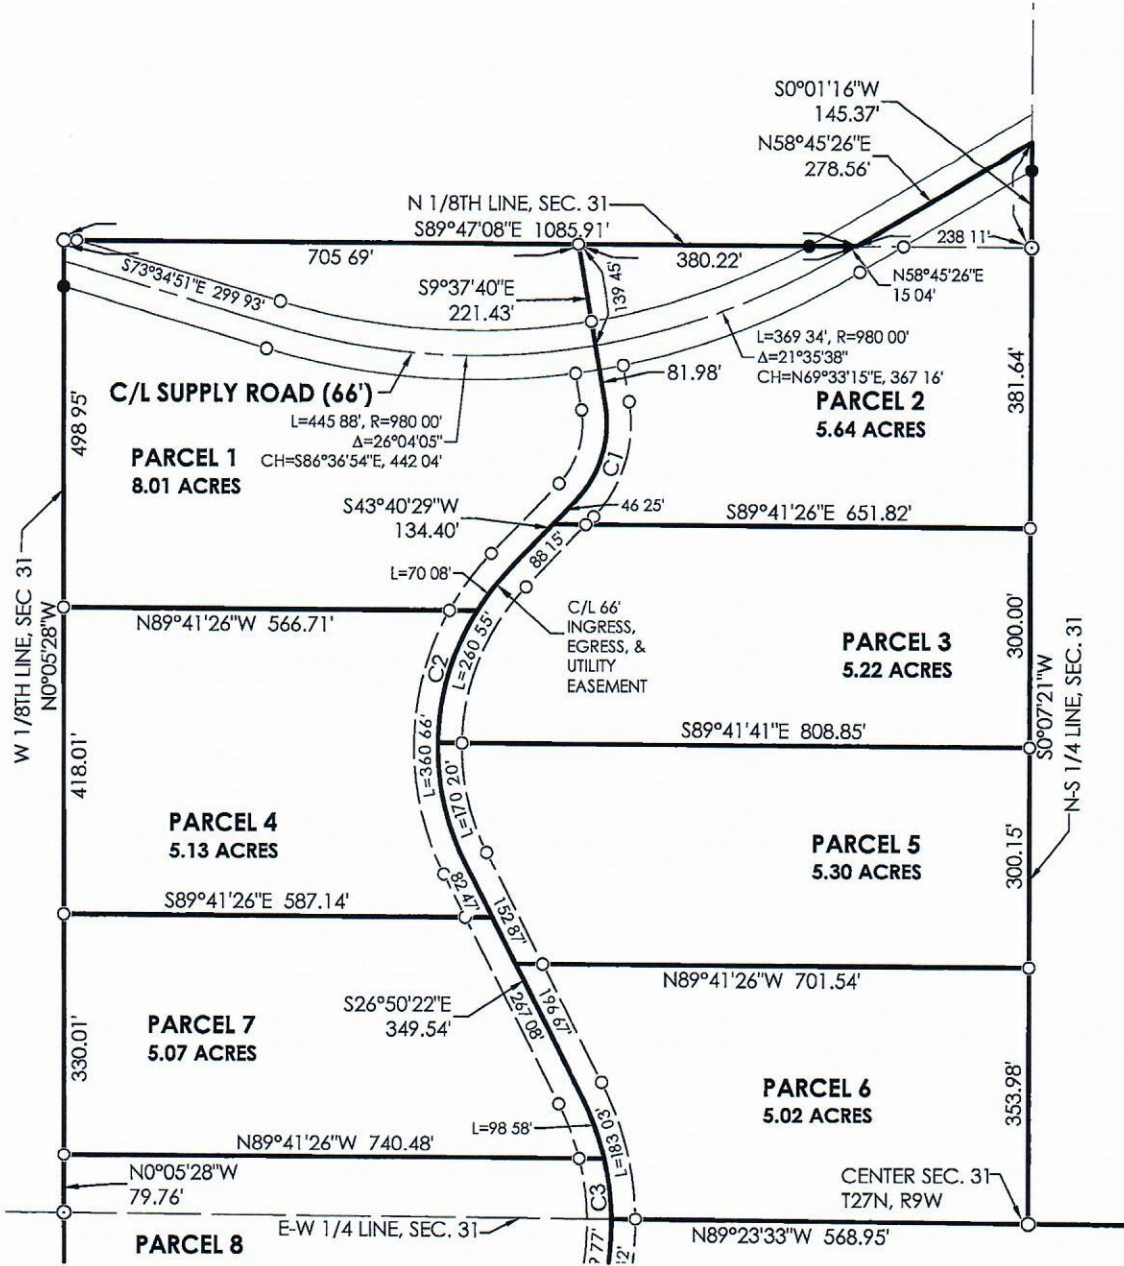 S0°01'16"W
145.37'
N58°45'26"E
278.56'
N 1/8TH LINE, SEC. 31
S89°47'08"E 1085.91'
705 69'
380.22'
238 11'
S73°34'51"E 299 93'
S9°37'40"E
221.43'
139 45'
N58°45'26"E
15 04'
L=369 34', R=980 00'
Δ=21°35'38"
CH=N69°33'15"E, 367 16'
81.98'
C/L SUPPLY ROAD (66')
L=445 88', R=980 00'
Δ=26°04'05"
CH=S86°36'54"E, 442 04'
PARCEL 2
5.64 ACRES
381.64'
498 95'
PARCEL 1
8.01 ACRES
C1
S43°40'29"W
134.40'
46 25'
S89°41'26"E 651.82'
88 15'
L=70 08'
W 1/8TH LINE, SEC 31
N0°05'28"W
N89°41'26"W 566.71'
C/L 66'
INGRESS,
EGRESS, &
UTILITY
EASEMENT
C2
L=260 55'
PARCEL 3
5.22 ACRES
300.00'
S0°07'21"W
N-S 1/4 LINE, SEC. 31
S89°41'41"E 808.85'
418.01'
L=360 66'
L=170 20'
PARCEL 4
5.13 ACRES
PARCEL 5
5.30 ACRES
300.15'
S89°41'26"E 587.14'
82 47'
152 87'
N89°41'26"W 701.54'
S26°50'22"E
349.54'
267 08'
196 67'
PARCEL 7
5.07 ACRES
330.01'
PARCEL 6
5.02 ACRES
353.98'
L=98 58'
L=183 03'
N89°41'26"W 740.48'
N0°05'28"W
79.76'
C3
CENTER SEC. 31
T27N, R9W
E-W 1/4 LINE, SEC. 31
N89°23'33"W 568.95'
PARCEL 8
77'
2'